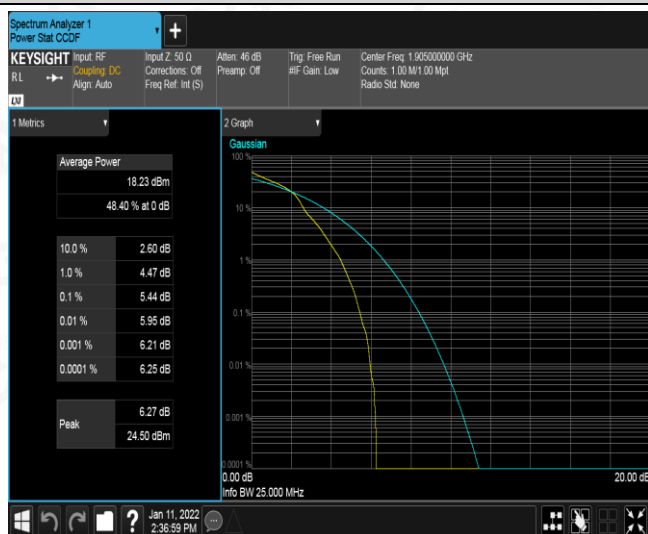 Spectrum Analyzer 1
Power Stat CCDF
+
KEYSIGHT
RL
LXI
Input: RF
Coupling: DC
Align: Auto
Input Z: 50 Ω
Corrections: Off
Freq Ref: Int (S)
Atten: 46 dB
Preamp: Off
Trig: Free Run
#IF Gain: Low
Center Freq: 1.905000000 GHz
Counts: 1.00 M/1.00 Mpt
Radio Std: None
1 Metrics
Average Power
18.23 dBm
48.40 % at 0 dB
10.0 % 2.60 dB
1.0 % 4.47 dB
0.1 % 5.44 dB
0.01 % 5.95 dB
0.001 % 6.21 dB
0.0001 % 6.25 dB
Peak
6.27 dB
24.50 dBm
2 Graph
Gaussian
100 %
10 %
1 %
0.1 %
0.01 %
0.001 %
0.0001 %
0.00 dB 20.00 dB
Info BW 25.000 MHz
?
Jan 11, 2022
2:36:59 PM